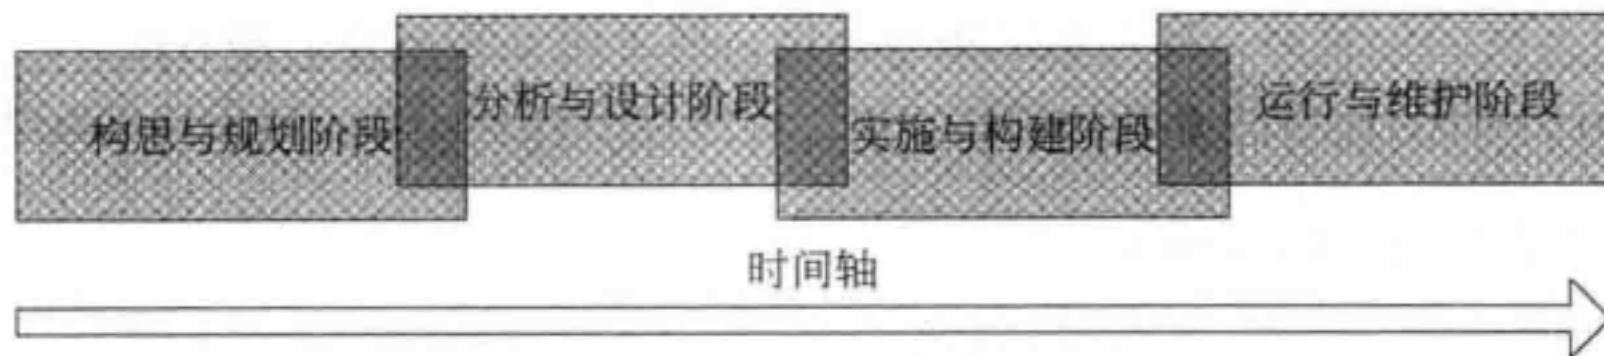 构思与规划阶段
分析与设计阶段
实施与构建阶段
运行与维护阶段
时间轴